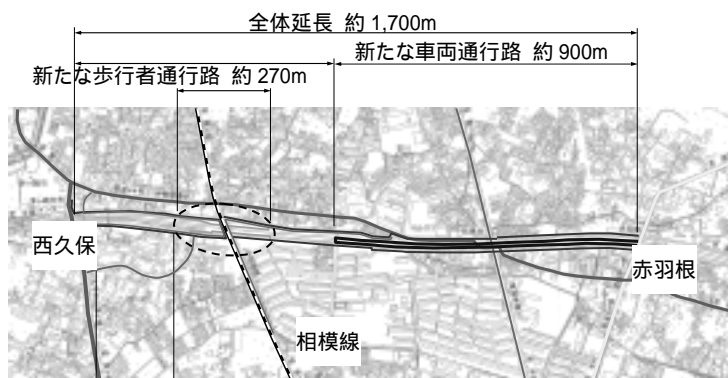 全体延長 約 1,700m
新たな車両通行路 約 900m
新たな歩行者通行路 約 270m
西久保
赤羽根
相模線